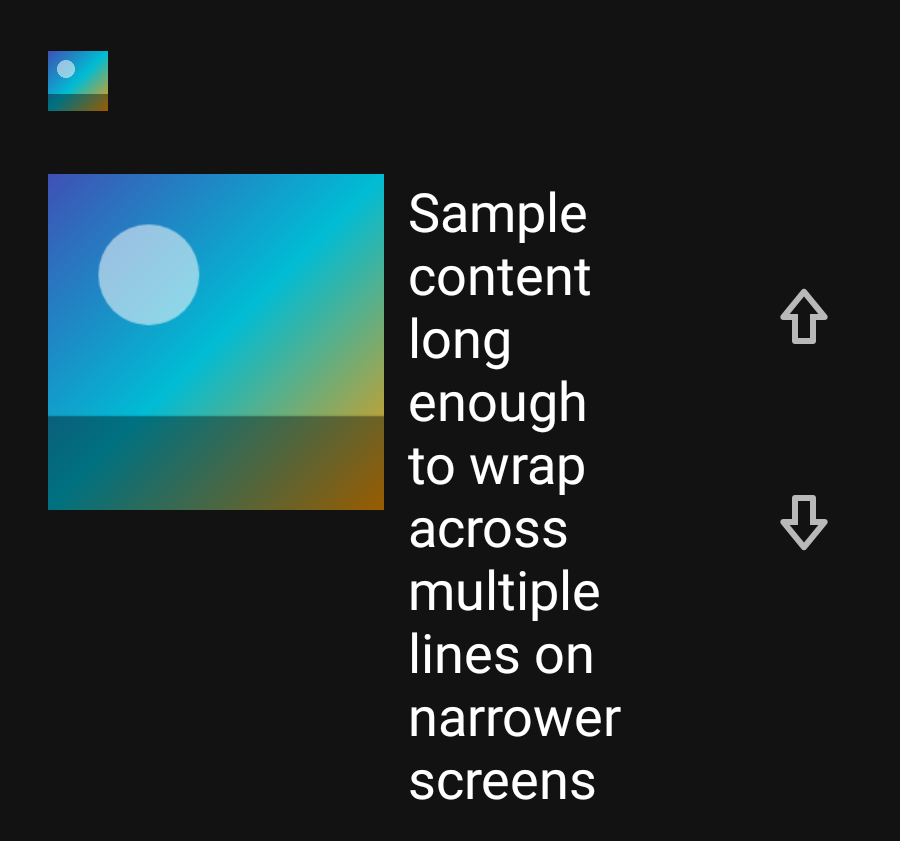 Sample
content
long
enough
to wrap
across
multiple
lines on
narrower
screens